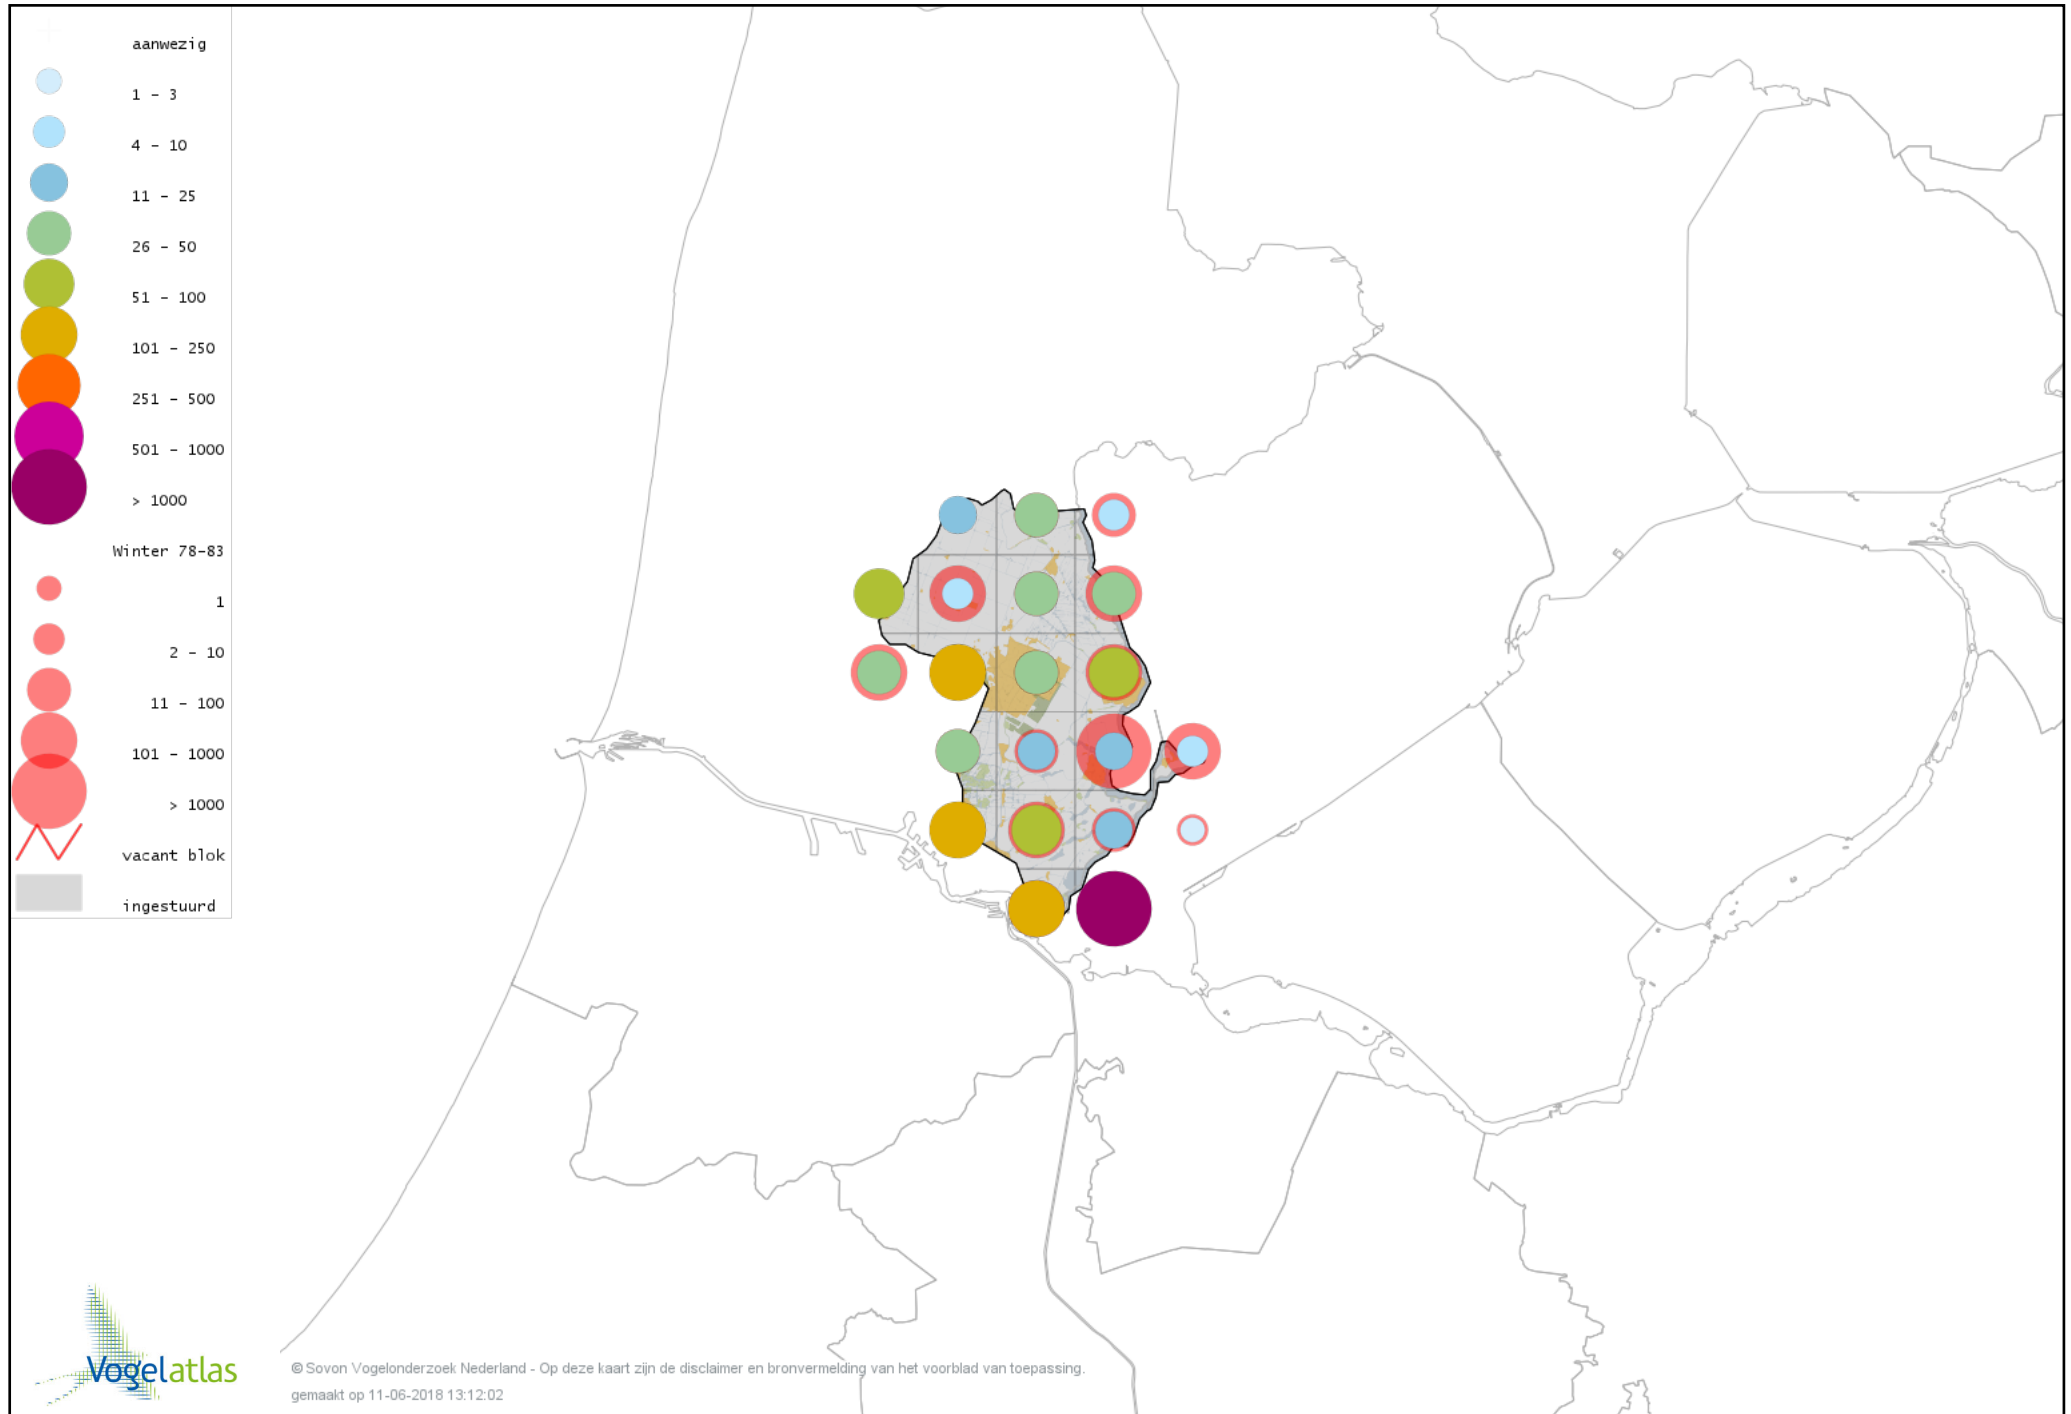 aanwezig
1 – 3
4 – 10
11 – 25
26 – 50
51 – 100
101 – 250
251 – 500
501 – 1000
> 1000
Winter 78-83
1
2 – 10
11 – 100
101 – 1000
> 1000
vacant blok
ingestuurd
Vogelatlas
© Sovon Vogelonderzoek Nederland - Op deze kaart zijn de disclaimer en bronvermelding van het voorblad van toepassing.
gemaakt op 11-06-2018 13:12:02